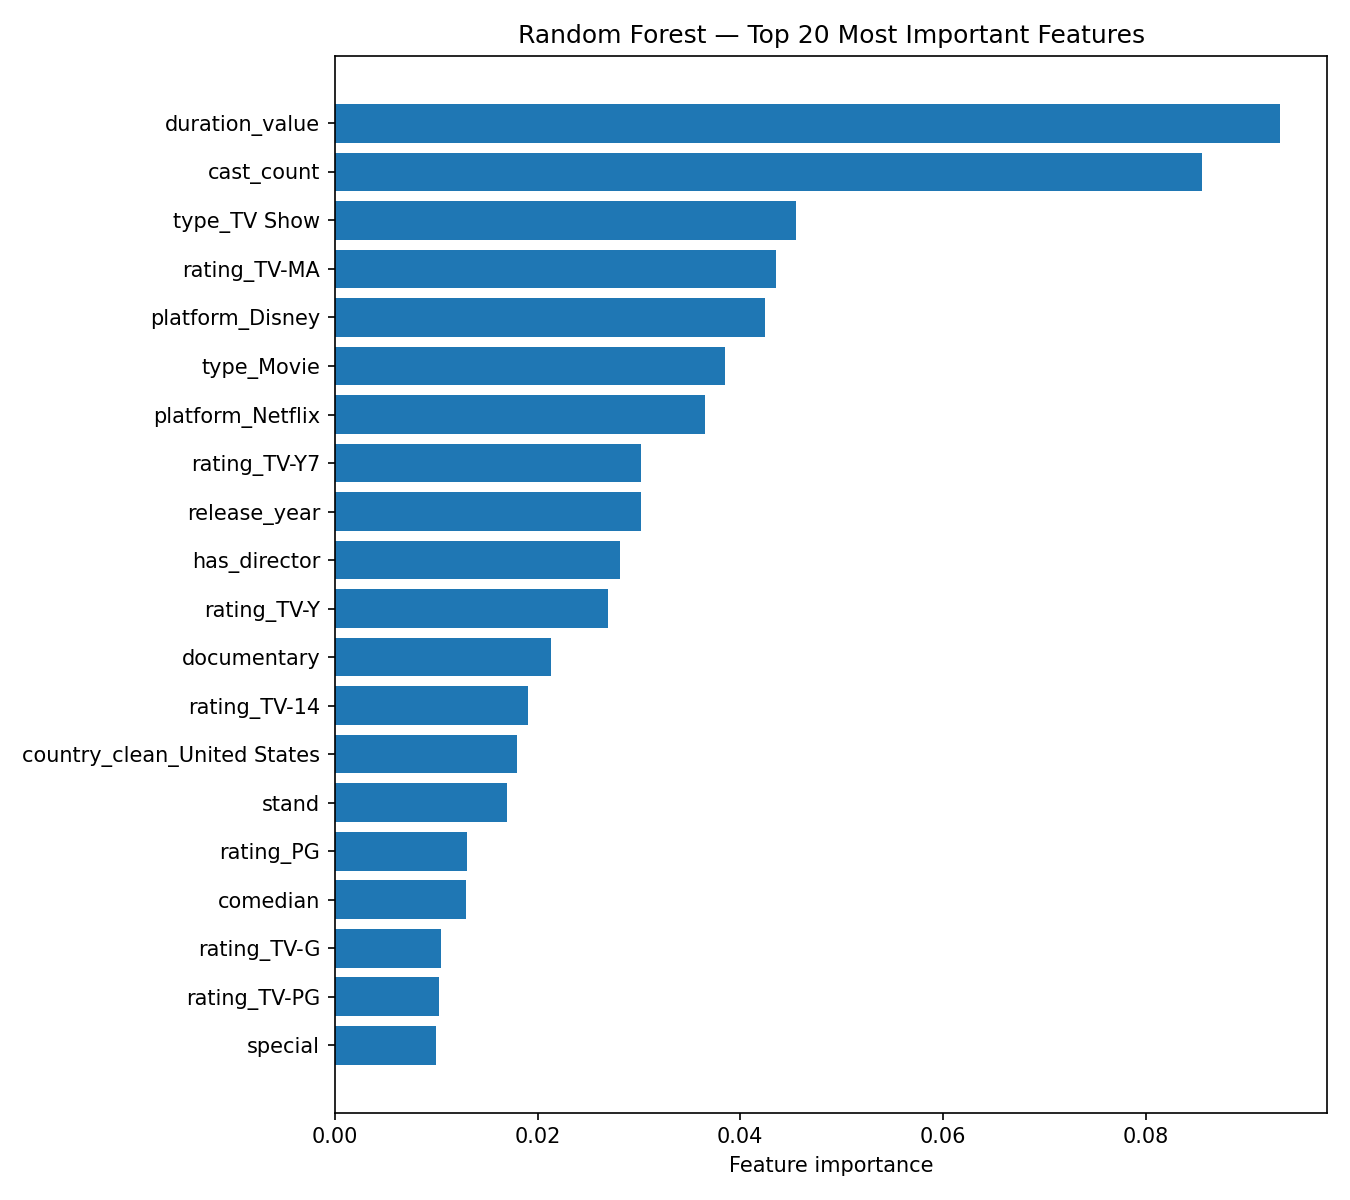 Random Forest — Top 20 Most Important Features
duration_value
cast_count
type_TV Show
rating_TV-MA
platform_Disney
type_Movie
platform_Netflix
rating_TV-Y7
release_year
has_director
rating_TV-Y
documentary
rating_TV-14
country_clean_United States
stand
rating_PG
comedian
rating_TV-G
rating_TV-PG
special
0.00 0.02 0.04 0.06 0.08
Feature importance